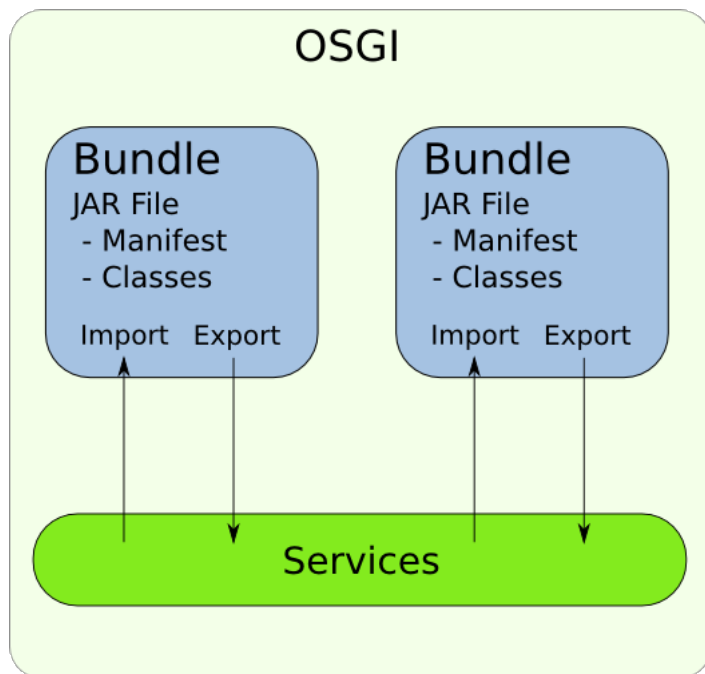 OSGI
Bundle
JAR File
- Manifest
- Classes
Import Export
Bundle
JAR File
- Manifest
- Classes
Import Export
Services